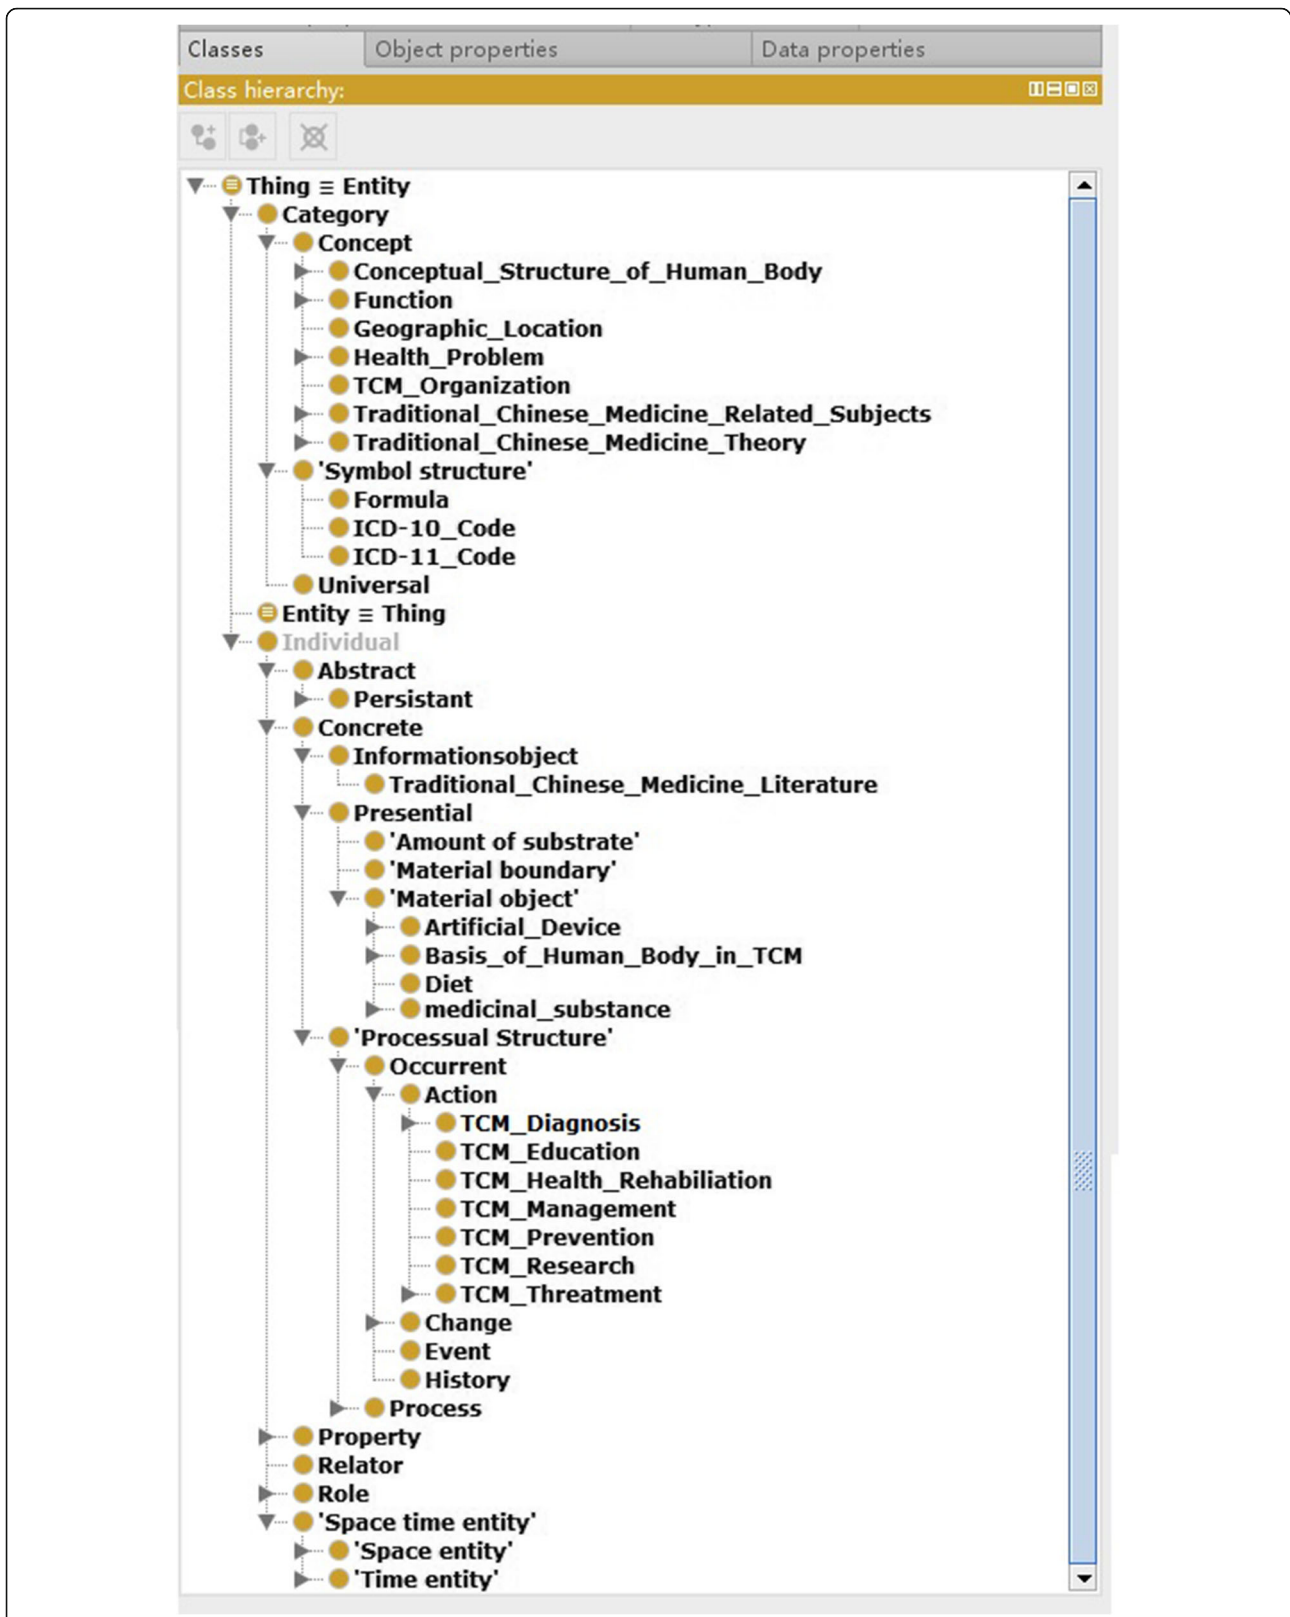 Classes Object properties Data properties
Class hierarchy:
Thing ≡ Entity
Category
Concept
Conceptual_Structure_of_Human_Body
Function
Geographic_Location
Health_Problem
TCM_Organization
Traditional_Chinese_Medicine_Related_Subjects
Traditional_Chinese_Medicine_Theory
'Symbol structure'
Formula
ICD-10_Code
ICD-11_Code
Universal
Entity ≡ Thing
Individual
Abstract
Persistant
Concrete
Informationsobject
Traditional_Chinese_Medicine_Literature
Presential
'Amount of substrate'
'Material boundary'
'Material object'
Artificial_Device
Basis_of_Human_Body_in_TCM
Diet
medicinal_substance
'Processual Structure'
Occurrent
Action
TCM_Diagnosis
TCM_Education
TCM_Health_Rehabiliation
TCM_Management
TCM_Prevention
TCM_Research
TCM_Threatment
Change
Event
History
Process
Property
Relator
Role
'Space time entity'
'Space entity'
'Time entity'